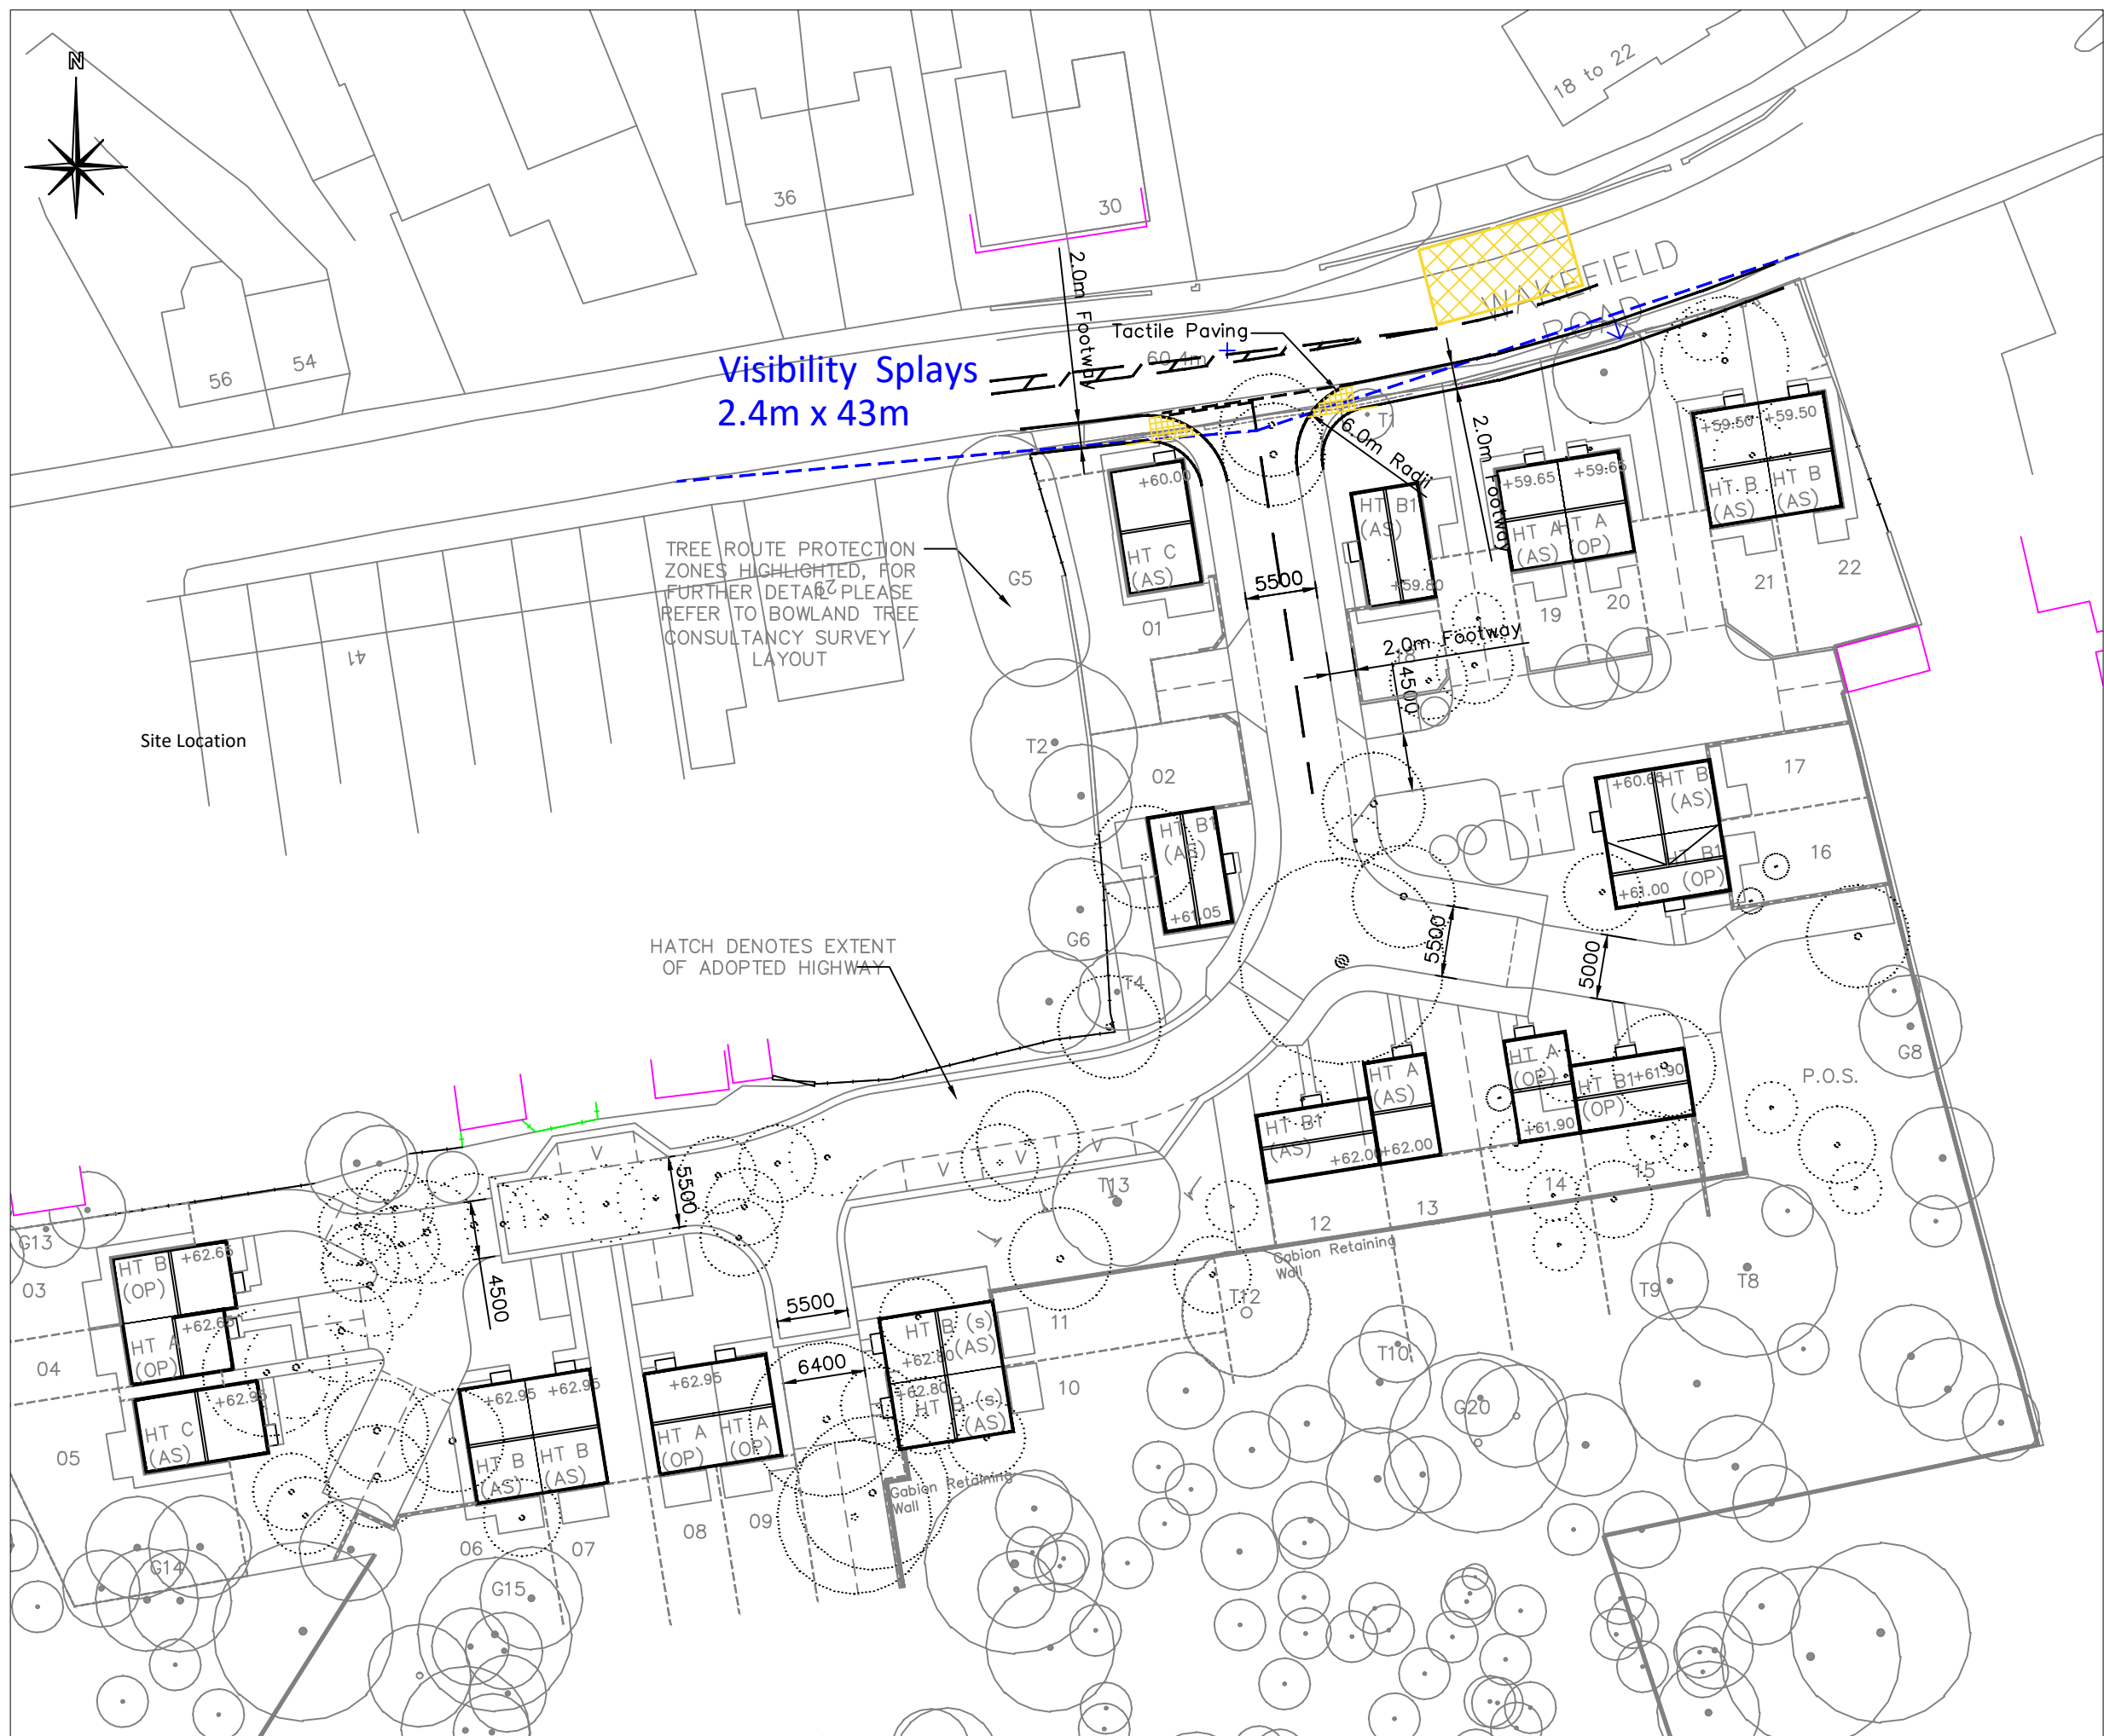 N
18 to 22
36
30
56
54
2.0m Footway
WAKEFIELD
ROAD
Tactile Paving
60.4m
Visibility Splays
2.4m x 43m
T1
6.0m Radii
2.0m Footway
+60.00
HT C
(AS)
01
HT B1
(AS)
+59.80
+59.65
+59.65
HT A
(AS)
HT A
(OP)
19
20
+59.50
+59.50
HT B
(AS)
HT B
(AS)
21
22
TREE ROUTE PROTECTION
ZONES HIGHLIGHTED, FOR
FURTHER DETAIL PLEASE
REFER TO BOWLAND TREE
CONSULTANCY SURVEY /
LAYOUT
29
41
G5
5500
2.0m Footway
18
4500
Site Location
T2
02
HT B1
(AS)
+61.05
G6
T4
17
16
+60.65
HT B
(AS)
HT B1
(OP)
+61.00
HATCH DENOTES EXTENT
OF ADOPTED HIGHWAY
5500
5000
G8
P.O.S.
HT A
(AS)
+62.00
HT B1
(AS)
+62.00
HT A
(OP)
+61.90
HT B1
(OP)
+61.90
12
13
14
15
Gabion Retaining
Wall
V
V
V
V
T13
5500
4500
G13
03
HT B
(OP)
+62.65
04
HT A
(OP)
+62.65
05
HT C
(AS)
+62.95
+62.95
+62.95
HT B
(AS)
HT B
(AS)
06
07
+62.95
HT A
(OP)
HT A
(OP)
08
09
5500
6400
HT B (s)
(AS)
+62.80
+62.80
HT B (s)
(AS)
11
10
Gabion Retaining
Wall
T12
T10
T9
T8
G20
G14
G15